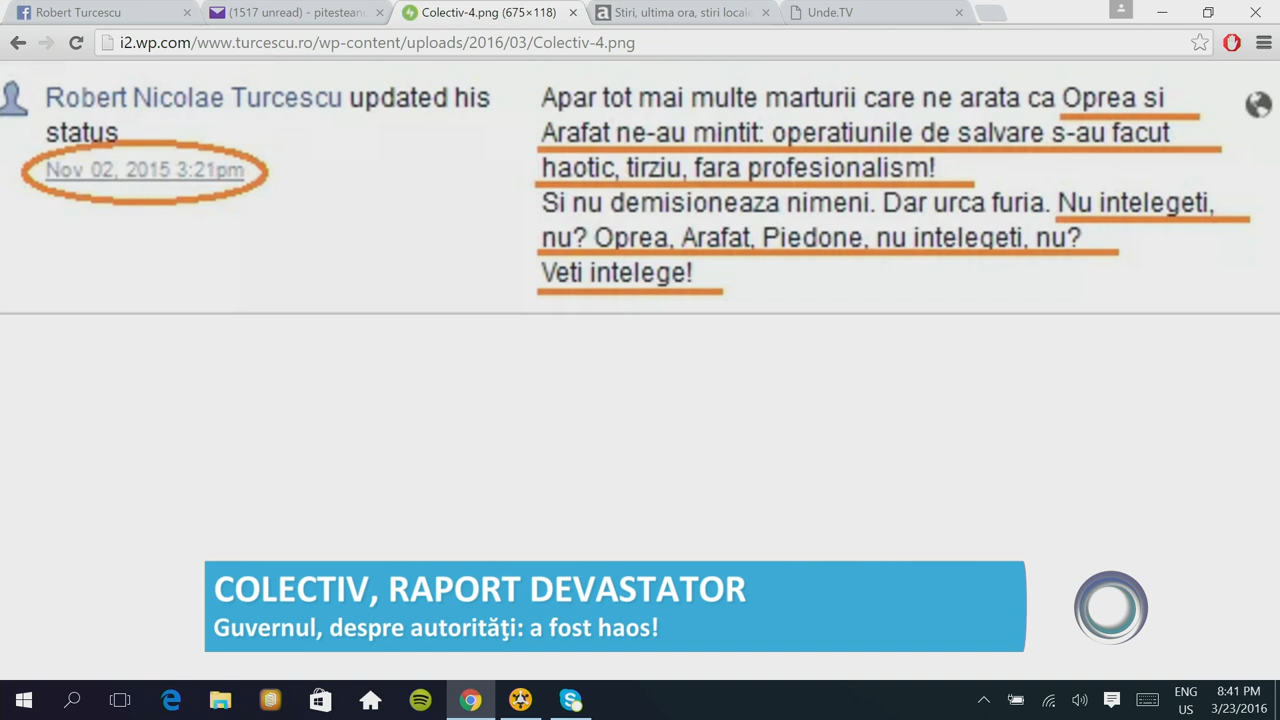 Robert Turcescu
(1517 unread) - pitestean
Colectiv-4.png (675×118)
Stiri, ultima ora, stiri locale
Unde.TV
i2.wp.com/www.turcescu.ro/wp-content/uploads/2016/03/Colectiv-4.png
Robert Nicolae Turcescu updated his
status
Nov 02, 2015 3:21pm
Apar tot mai multe marturii care ne arata ca Oprea si
Arafat ne-au mintit: operatiunile de salvare s-au facut
haotic, tirziu, fara profesionalism!
Si nu demisioneaza nimeni. Dar urca furia. Nu intelegeti,
nu? Oprea, Arafat, Piedone, nu intelegeti, nu?
Veti intelege!
COLECTIV, RAPORT DEVASTATOR
Guvernul, despre autorităţi: a fost haos!
ENG
US
8:41 PM
3/23/2016